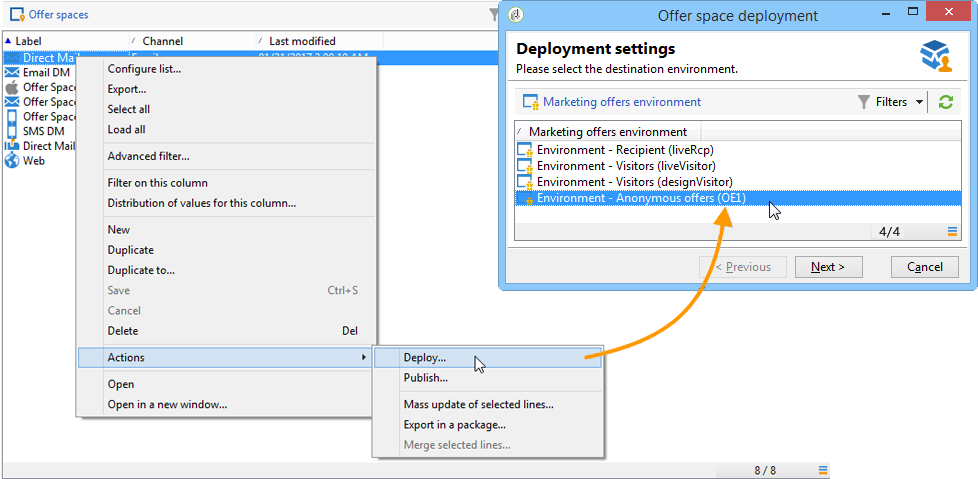 Offer spaces
Label
Channel
Last modified
Direct Mai
Email DM
Offer Spac
Offer Spac
Offer Spac
SMS DM
Direct Mail
Web
Configure list...
Export...
Select all
Load all
Advanced filter...
Filter on this column
Distribution of values for this column...
New
Duplicate
Duplicate to...
Save Ctrl+S
Cancel
Delete Del
Actions
Open
Open in a new window...
Deploy...
Publish...
Mass update of selected lines...
Export in a package...
Merge selected lines...
8 / 8
Offer space deployment
Deployment settings
Please select the destination environment.
Marketing offers environment
Filters
Marketing offers environment
Environment - Recipient (liveRcp)
Environment - Visitors (liveVisitor)
Environment - Visitors (designVisitor)
Environment - Anonymous offers (OE1)
4/4
< Previous
Next >
Cancel